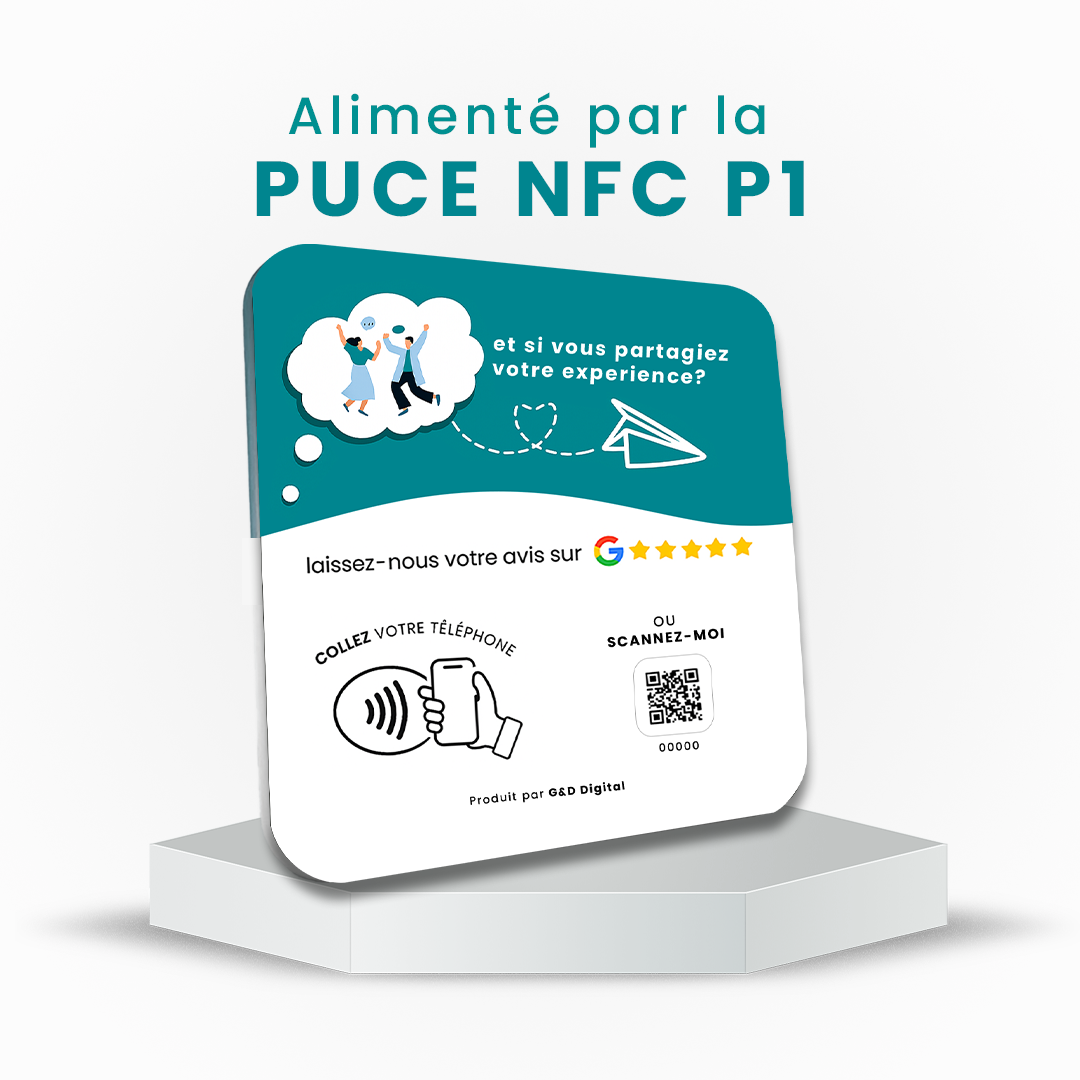 Alimenté par la
PUCE NFC P1
et si vous partagiez
votre experience?
laissez-nous votre avis sur G
COLLEZ VOTRE TÊLÉPHONE
OU
SCANNEZ-MOI
00000
Produit par G&D Digital